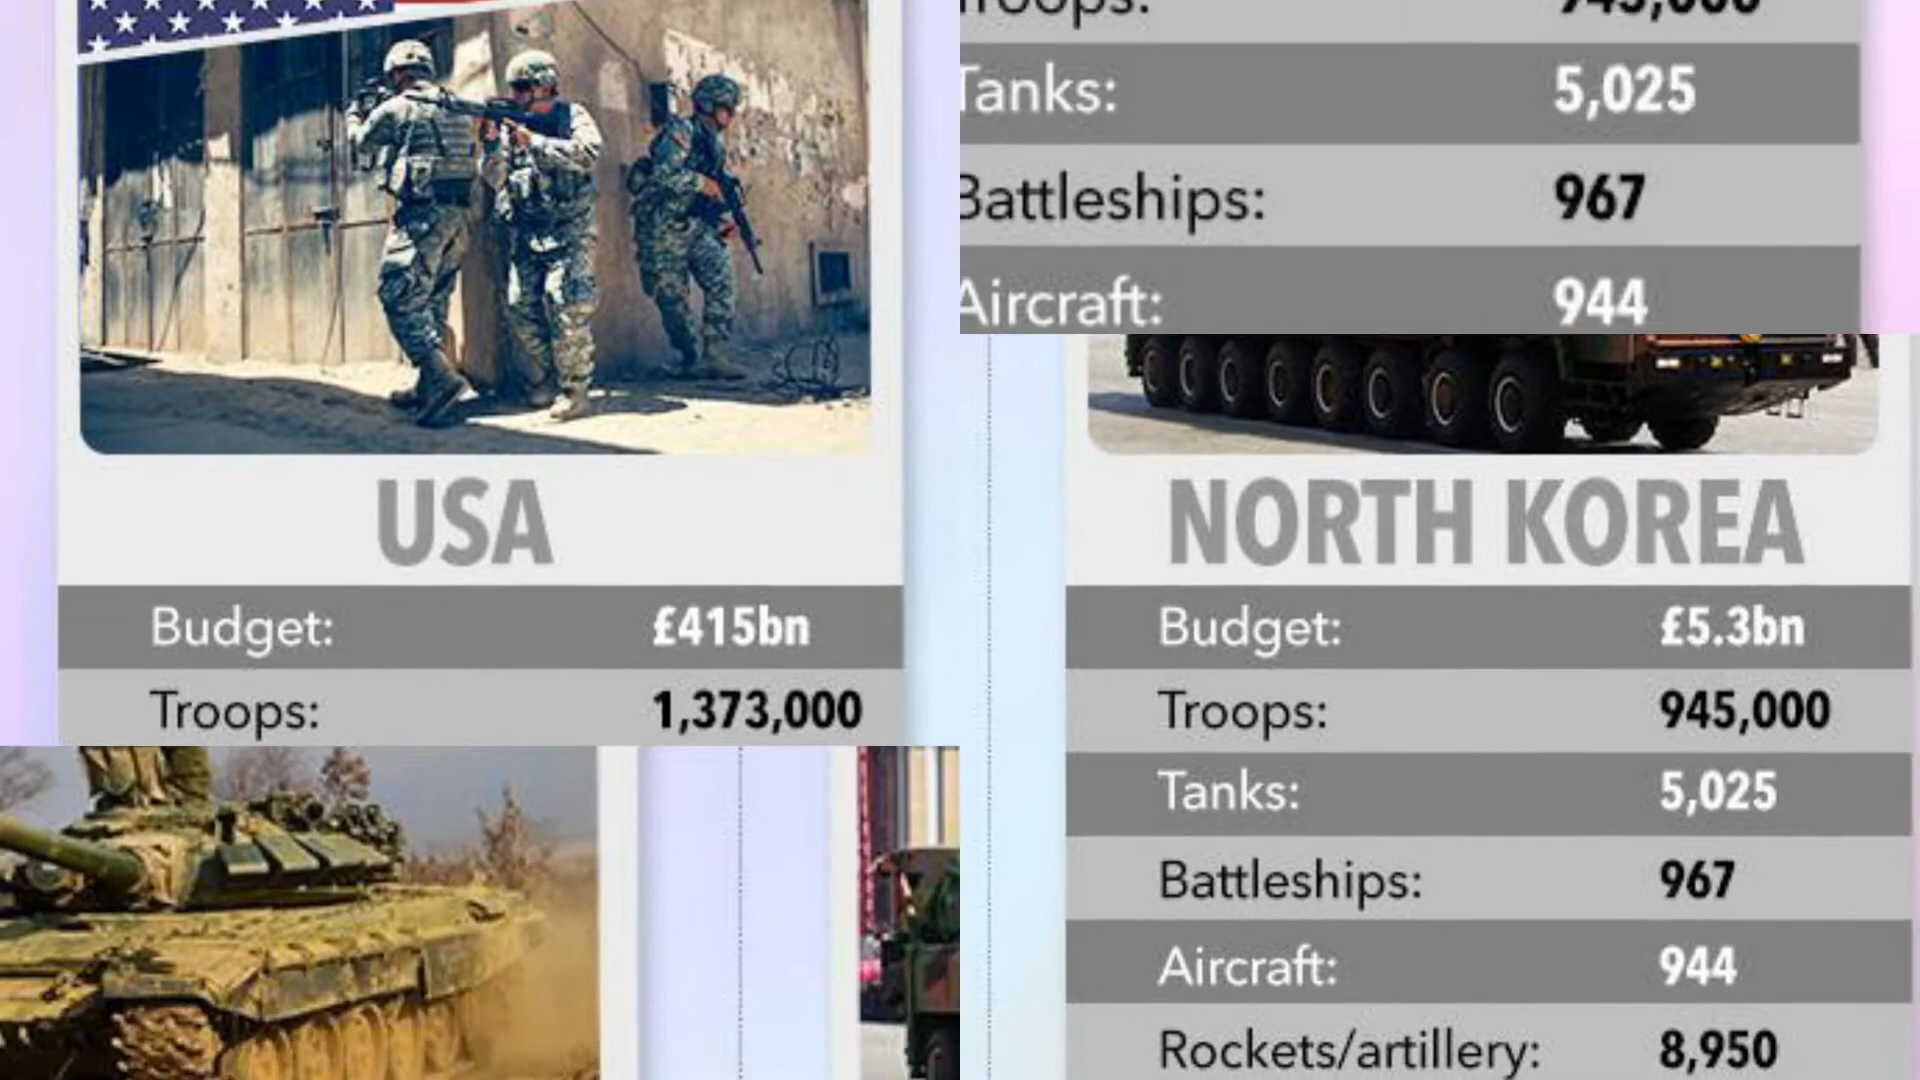 USA
Budget: £415bn
Troops: 1,373,000
Tanks: 5,025
Battleships: 967
Aircraft: 944
NORTH KOREA
Budget: £5.3bn
Troops: 945,000
Tanks: 5,025
Battleships: 967
Aircraft: 944
Rockets/artillery: 8,950